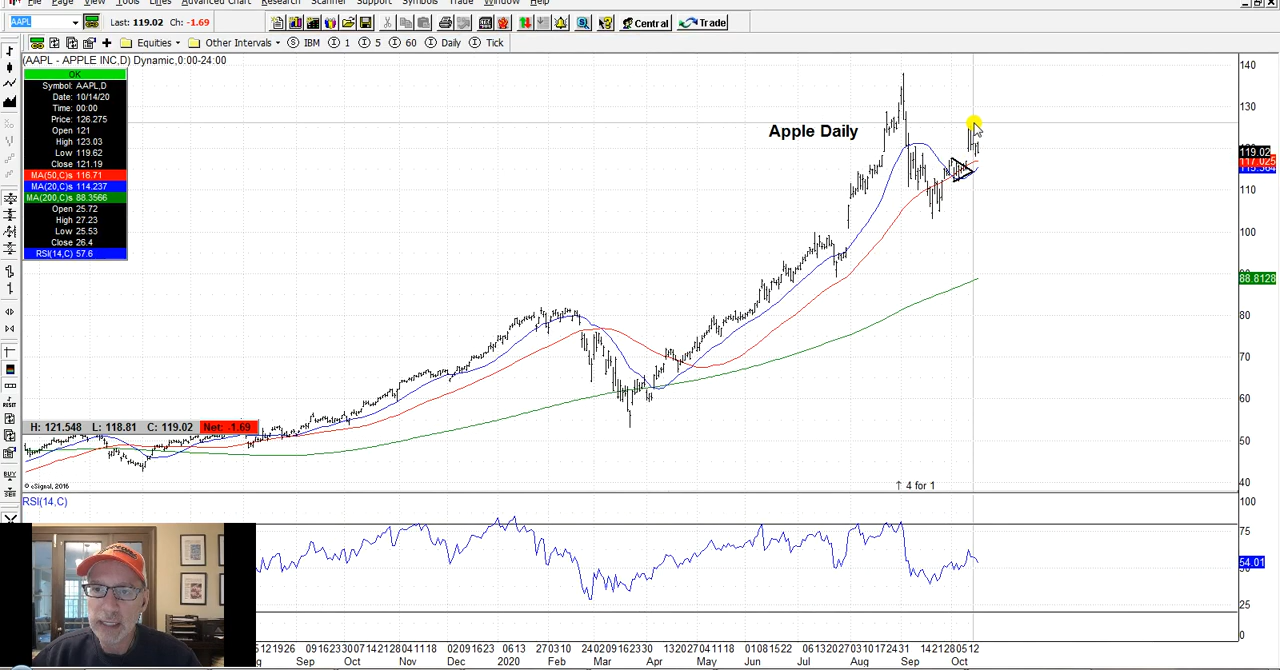 Page View Tools Lines Advanced Chart Research Scanner Support Symbols Trade Window Help
AAPL Last: 119.02 Ch: -1.69 Central Trade
Equities Other Intervals IBM 1 5 60 Daily Tick
(AAPL - APPLE INC,D) Dynamic,0:00-24:00
OK
Symbol: AAPL,D
Date: 10/14/20
Time: 00:00
Price: 126.275
Open 121
High 123.03
Low 119.62
Close 121.19
MA(50,C)s 116.71
MA(20,C)s 114.237
MA(200,C)s 88.3566
Open 25.72
High 27.23
Low 25.53
Close 26.4
RSI(14,C) 57.6
Apple Daily
140
130
119.02
117.025
110
100
88.8128
80
70
60
50
40
H: 121.548 L: 118.81 C: 119.02 Net: -1.69
© eSignal, 2016
↑ 4 for 1
RSI(14,C)
100
75
54.01
25
0
Sep Oct Nov Dec 2020 Feb Mar Apr May Jun Jul Aug Sep Oct